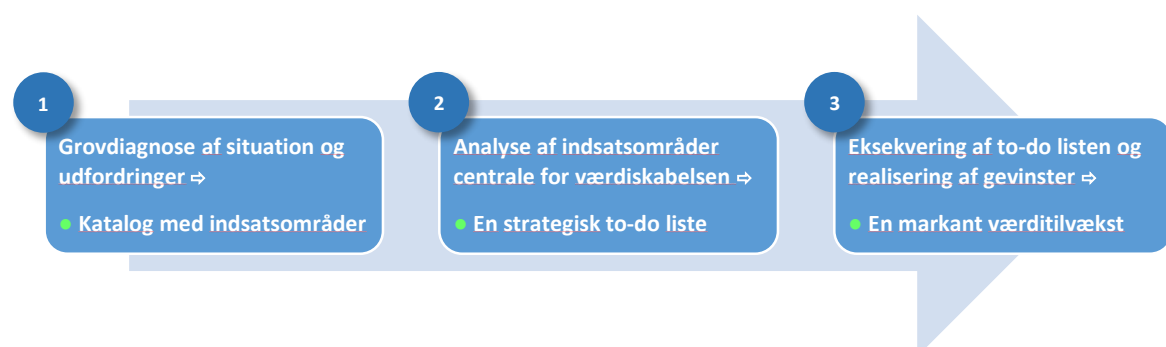 1
Grovdiagnose af situation og
udfordringer ⇨
● Katalog med indsatsområder
2
Analyse af indsatsområder
centrale for værdiskabelsen ⇨
● En strategisk to-do liste
3
Eksekvering af to-do listen og
realisering af gevinster ⇨
● En markant værditilvækst